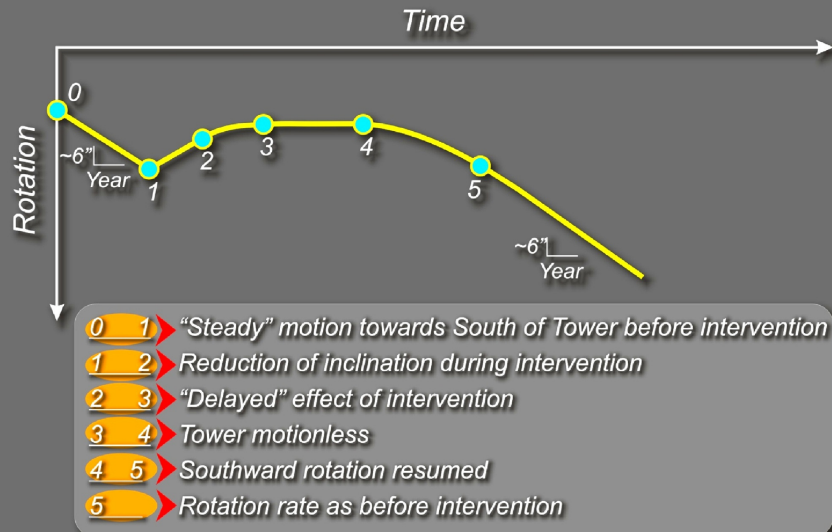 Time
Rotation
0
1
2
3
4
5
~6"
Year
~6"
Year
0 1 "Steady" motion towards South of Tower before intervention
1 2 Reduction of inclination during intervention
2 3 "Delayed" effect of intervention
3 4 Tower motionless
4 5 Southward rotation resumed
5 Rotation rate as before intervention